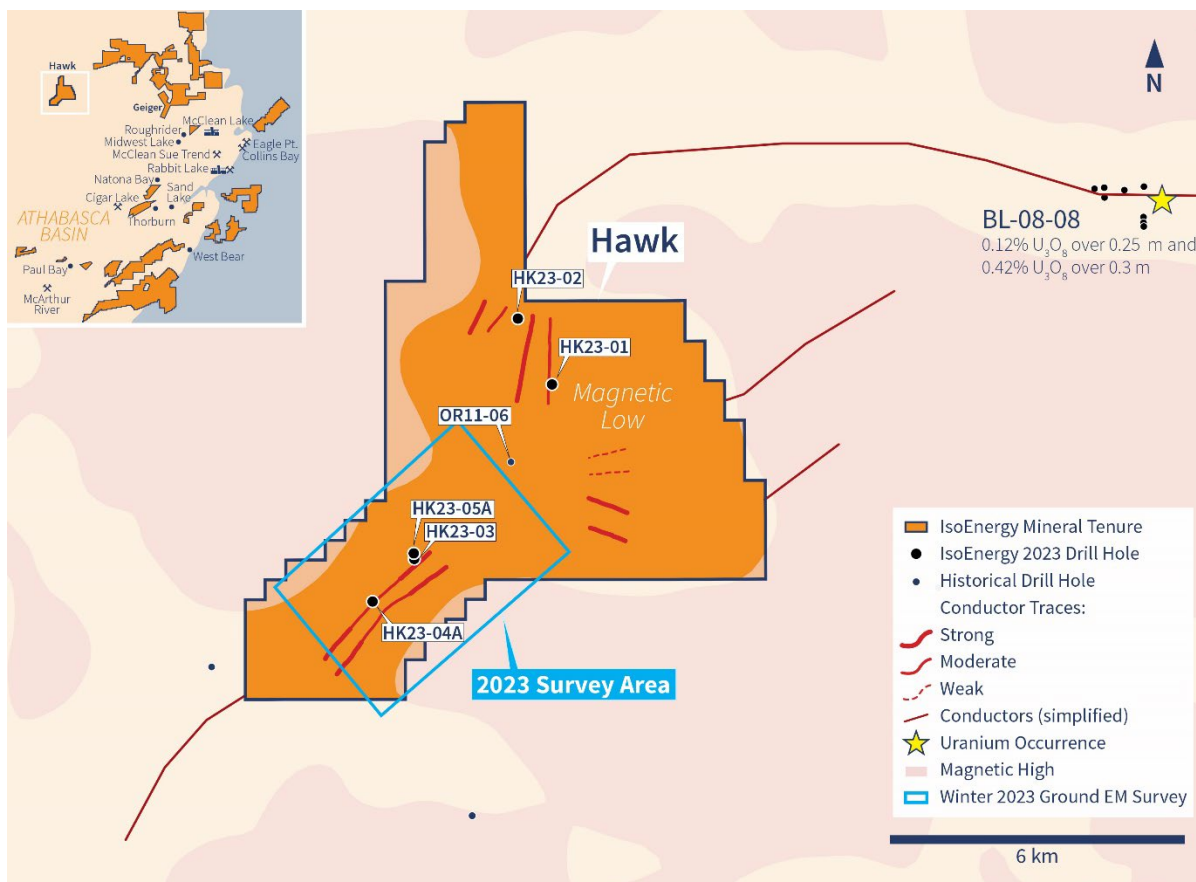 Hawk
Geiger
McClean Lake
Roughrider
Midwest Lake
McClean Sue Trend
Eagle Pt.
Collins Bay
Rabbit Lake
Natona Bay
Sand
Lake
Cigar Lake
Thorburn
ATHABASCA
BASIN
West Bear
Paul Bay
McArthur
River
N
BL-08-08
0.12% U₃O₈ over 0.25 m and
0.42% U₃O₈ over 0.3 m
Hawk
HK23-02
HK23-01
Magnetic
Low
OR11-06
HK23-05A
HK23-03
HK23-04A
2023 Survey Area
IsoEnergy Mineral Tenure
IsoEnergy 2023 Drill Hole
Historical Drill Hole
Conductor Traces:
Strong
Moderate
Weak
Conductors (simplified)
Uranium Occurrence
Magnetic High
Winter 2023 Ground EM Survey
6 km